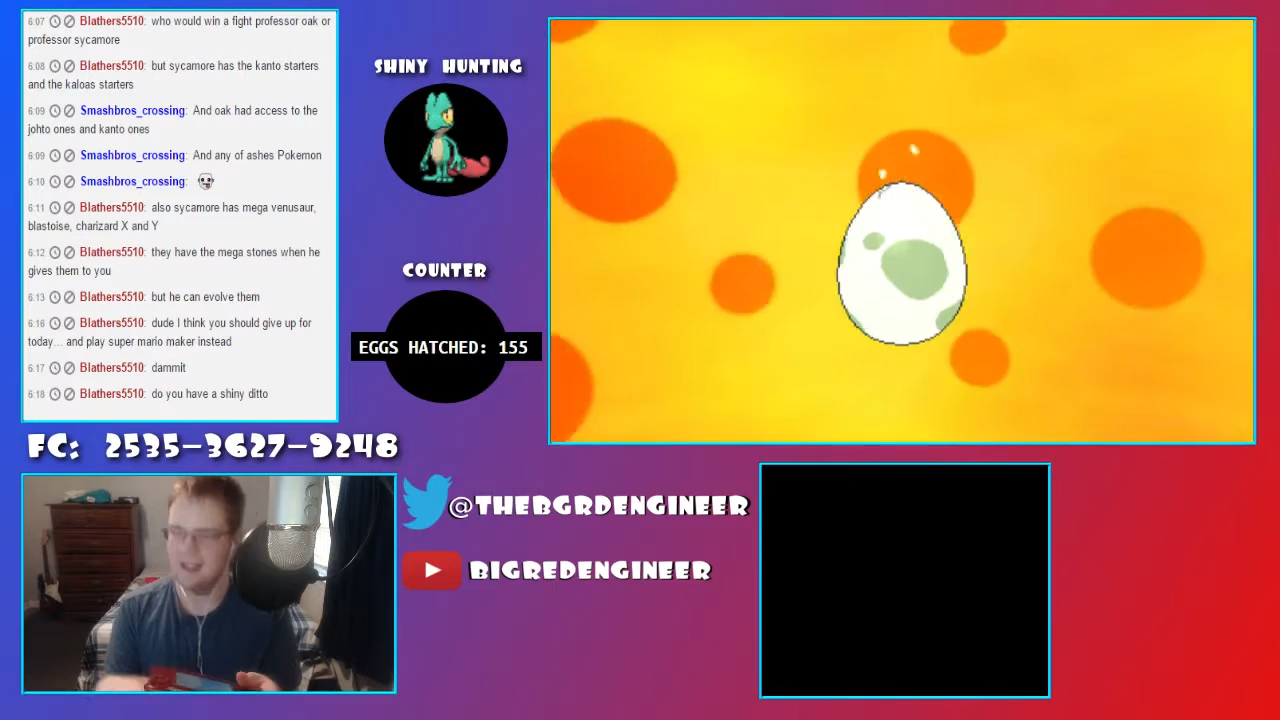 6:07 Blathers5510: who would win a fight professor oak or
professor sycamore
6:08 Blathers5510: but sycamore has the kanto starters
and the kaloas starters
6:09 Smashbros_crossing: And oak had access to the
johto ones and kanto ones
6:09 Smashbros_crossing: And any of ashes Pokemon
6:10 Smashbros_crossing:
6:11 Blathers5510: also sycamore has mega venusaur,
blastoise, charizard X and Y
6:12 Blathers5510: they have the mega stones when he
gives them to you
6:13 Blathers5510: but he can evolve them
6:16 Blathers5510: dude I think you should give up for
today... and play super mario maker instead
6:17 Blathers5510: dammit
6:18 Blathers5510: do you have a shiny ditto
SHINY HUNTING
COUNTER
EGGS HATCHED: 155
FC: 2535-3627-9248
@THEBGRDENGINEER
BIGREDENGINEER